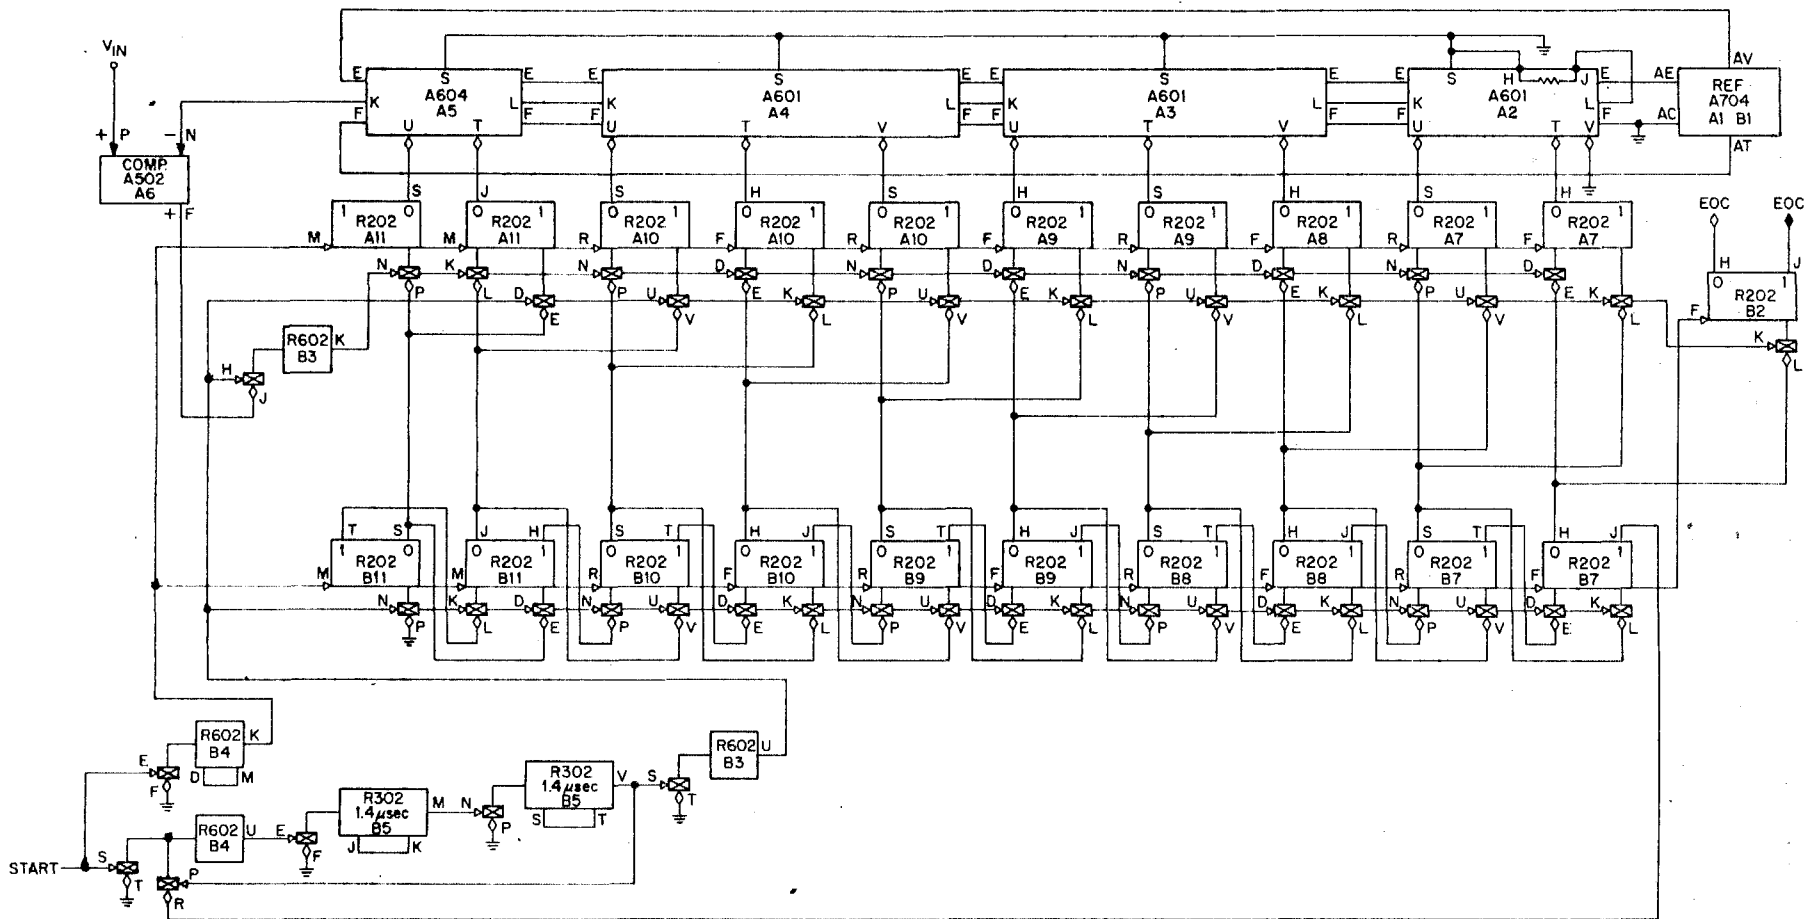 VIN
AV
E S E E S E E S E E S H J E AE REF
K A604 A5 L K A601 A4 L K A601 A3 L K A601 A2 L A704
F U T F F U T V F F U T V F F U T V F AC A1 B1
AT
+ P - N
COMP.
A502
A6
+ F
S J S H S H S H S H
1 0 0 1 0 1 0 1 0 1 0 1 0 1 0 1 0 1 0 1
R202 R202 R202 R202 R202 R202 R202 R202 R202 R202
M A11 M A11 R A10 F A10 R A10 F A9 R A9 F A8 R A7 F A7
N K N D N D N D N D
P L P E P E P E P E
D U K U K U K U K
E V L V L V L V L
EOC EOC
H J
0 1
R202
F B2
K
L
R602
B3 K
H
J
T S J H S T H J S T H J S T H J S T H J
1 0 0 1 0 1 0 1 0 1 0 1 0 1 0 1 0 1 0 1
R202 R202 R202 R202 R202 R202 R202 R202 R202 R202
M B11 M B11 R B10 F B10 R B9 F B9 R B8 F B8 R B7 F B7
N K D N U D K N U D K N U D K N U D K
P L E P V E L P V E L P V E L P V E L
R602
B4 K
D M
E
F
R602
B3 U
S
T
R302
1.4 μsec
B5 V
S T
R302
1.4 μsec
B5 M N
J K P
R602
B4 U E
F
START S
T
P
R